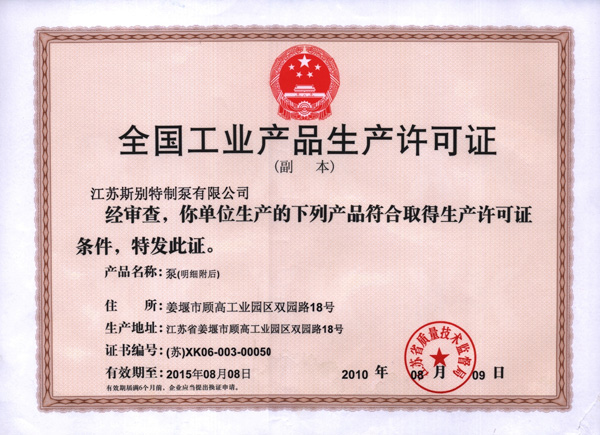 全国工业产品生产许可证
(副 本)
江苏斯别特制泵有限公司
经审查，你单位生产的下列产品符合取得生产许可证
条件，特发此证。
产品名称: 泵(明细附后)
住 所: 姜堰市顾高工业园区双园路18号
生产地址: 江苏省姜堰市顾高工业园区双园路18号
证书编号: (苏)XK06-003-00050
有效期至: 2015年08月08日
2010 年 08 月 09 日
有效期届满6个月前，企业应当提出换证申请。
江苏省质量技术监督局